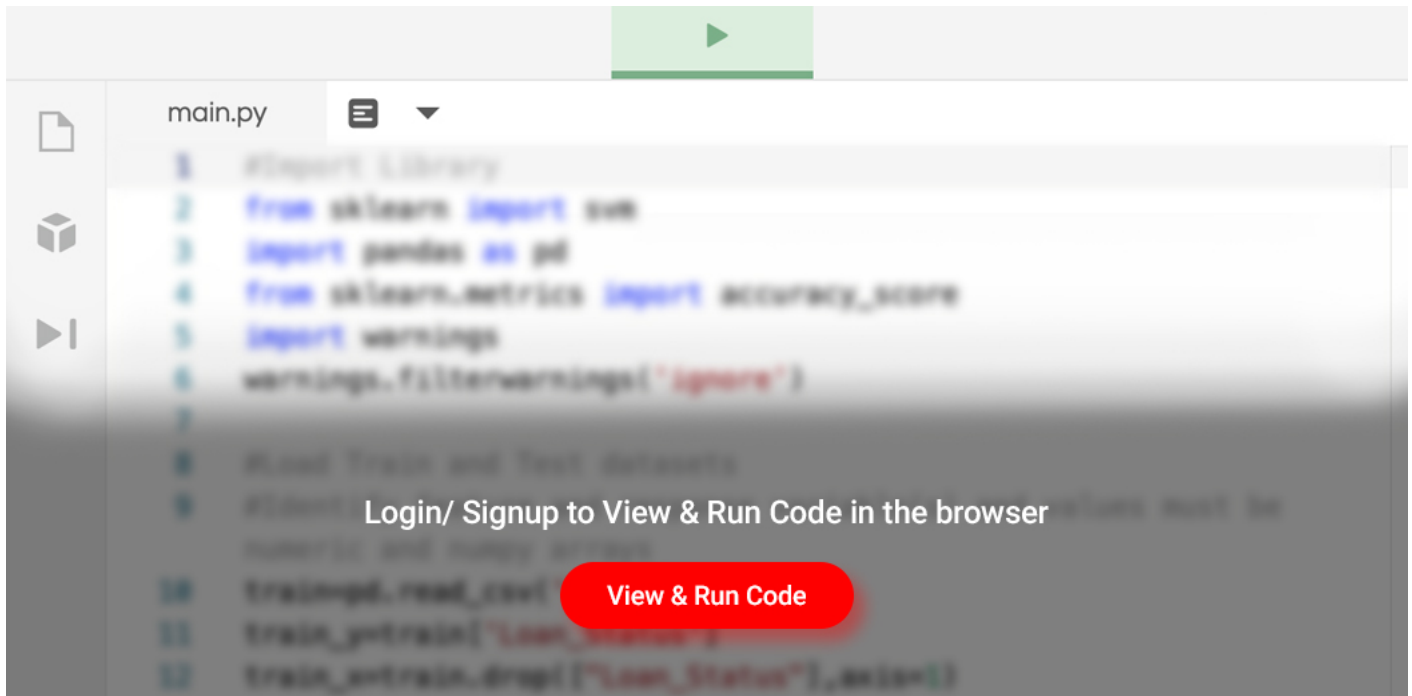 main.py
1 #Import Library
2 from sklearn import svm
3 import pandas as pd
4 from sklearn.metrics import accuracy_score
5 import warnings
6 warnings.filterwarnings('ignore')
7
8 #Load Train and Test datasets
9 values must be
Login/ Signup to View & Run Code in the browser
numeric and numpy arrays
10 train=pd.read_csv('
View & Run Code
11 train_y=train["Loan_Status"]
12 train_x=train.drop(["Loan_Status"],axis=1)